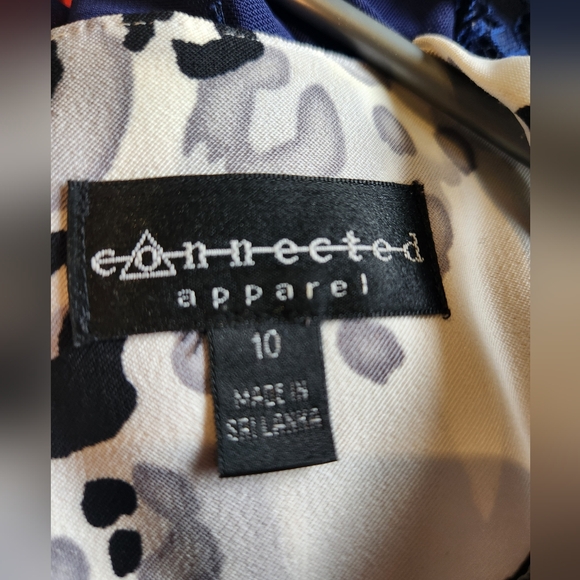 connected
apparel
10
MADE IN
SRI LANKA